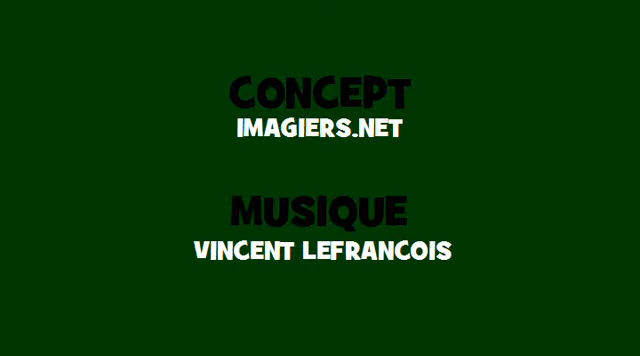 CONCEPT
IMAGIERS.NET
MUSIQUE
VINCENT LEFRANCOIS